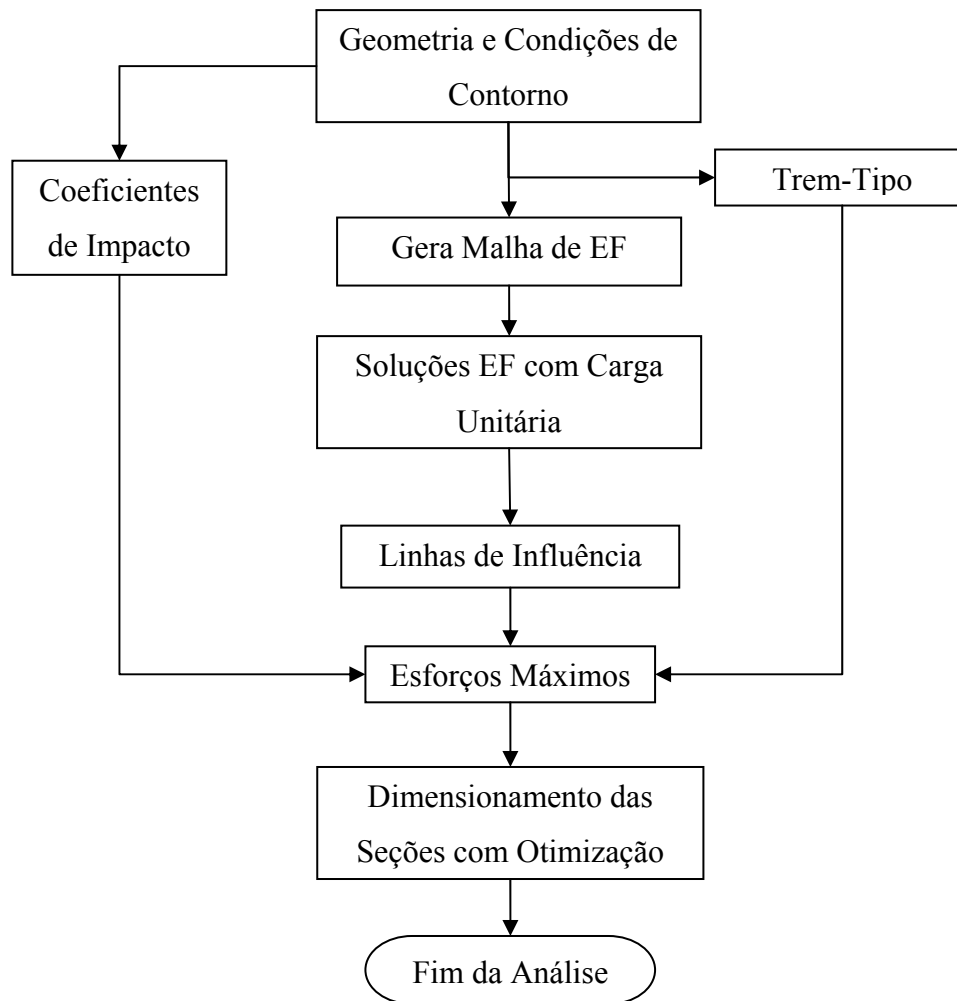 Geometria e Condições de
Contorno
Coeficientes
de Impacto
Trem-Tipo
Gera Malha de EF
Soluções EF com Carga
Unitária
Linhas de Influência
Esforços Máximos
Dimensionamento das
Seções com Otimização
Fim da Análise